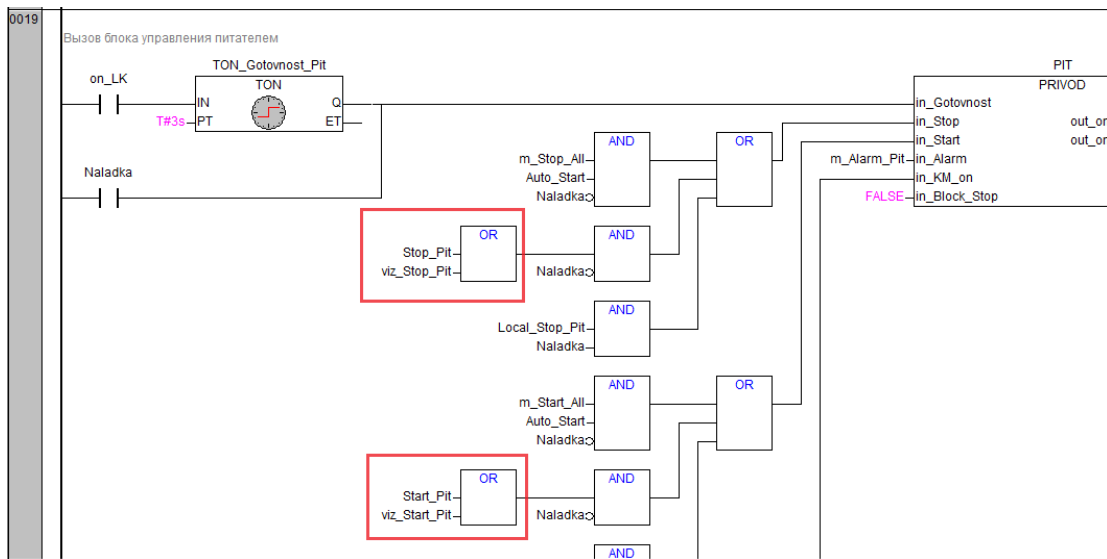 0019
Вызов блока управления питателем
on_LK
TON_Gotovnost_Pit
TON
IN
Q
T#3s
PT
ET
Naladka
PIT
PRIVOD
in_Gotovnost
in_Stop
out_or
in_Start
out_or
m_Alarm_Pit
in_Alarm
in_KM_on
FALSE
in_Block_Stop
AND
OR
m_Stop_All
Auto_Start
Naladka
OR
AND
Stop_Pit
viz_Stop_Pit
Naladka
AND
Local_Stop_Pit
Naladka
AND
OR
m_Start_All
Auto_Start
Naladka
OR
AND
Start_Pit
viz_Start_Pit
Naladka
AND